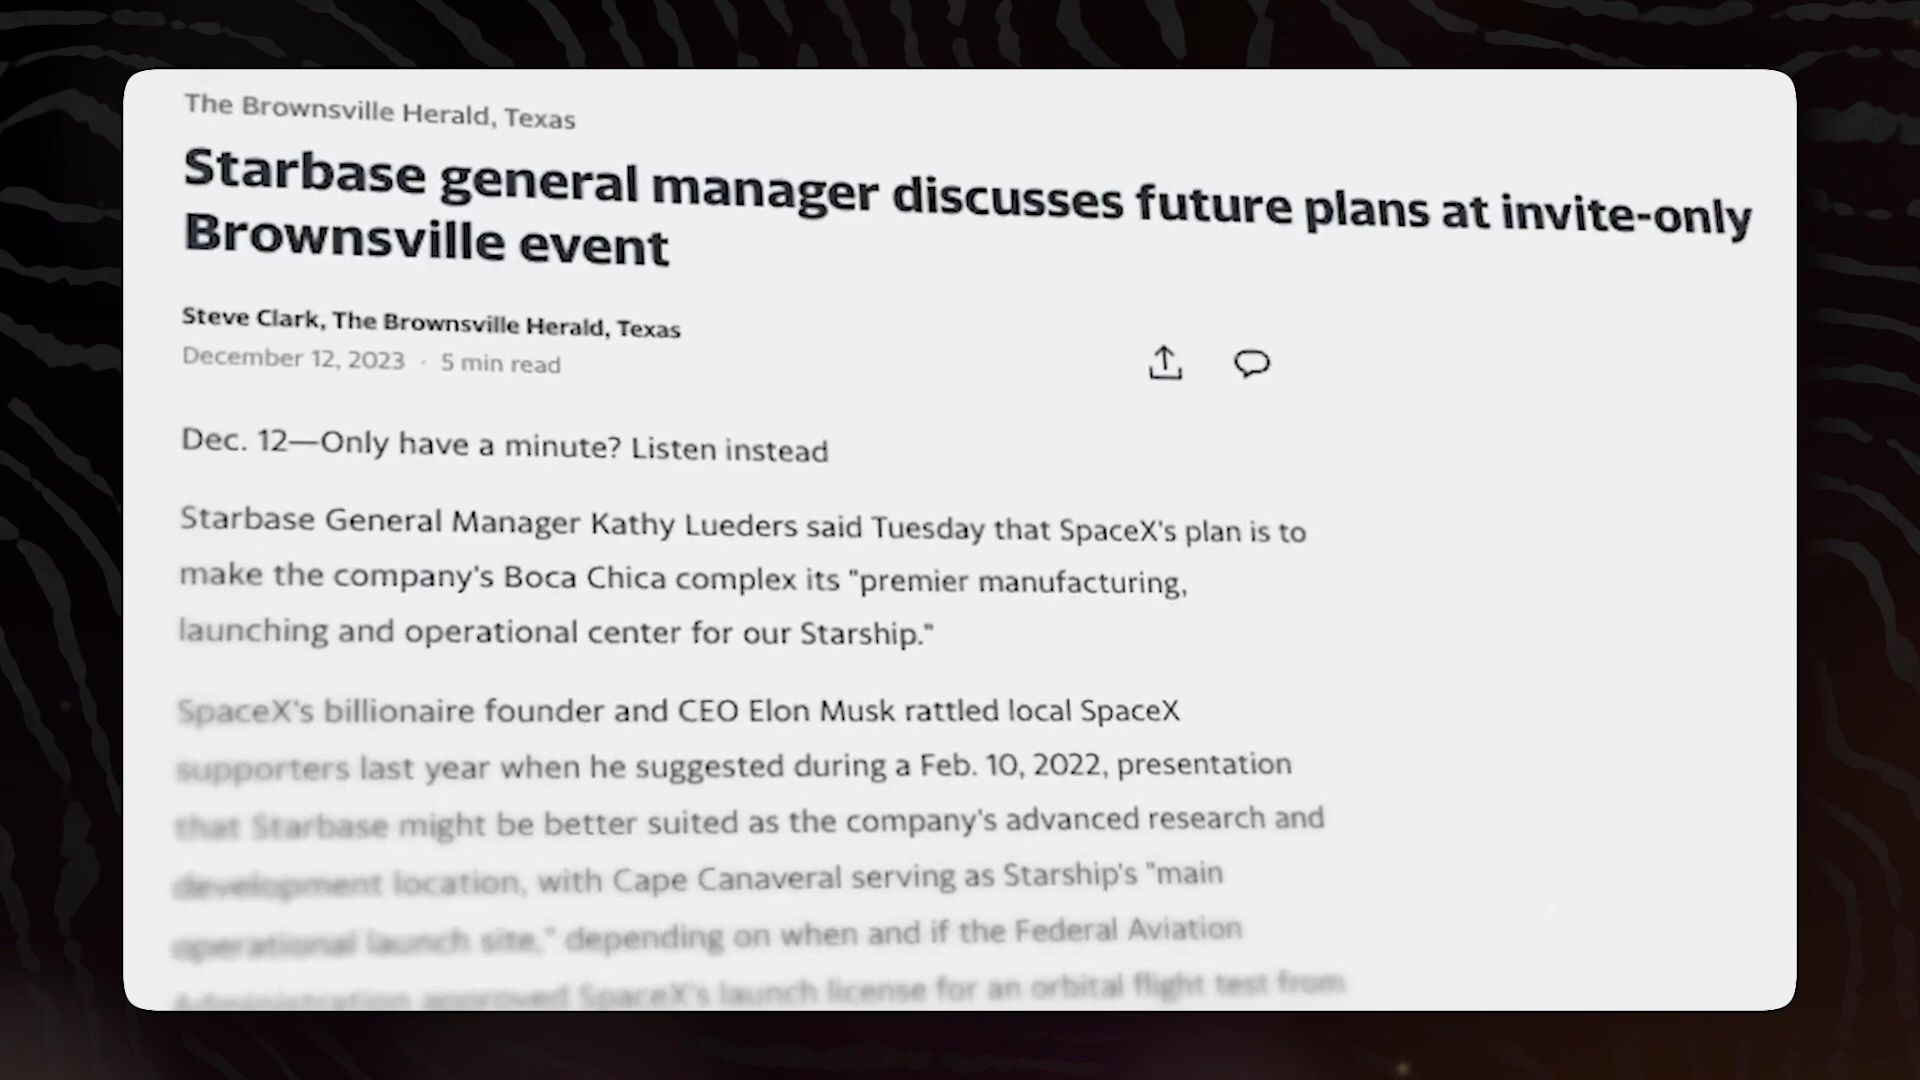 The Brownsville Herald, Texas
Starbase general manager discusses future plans at invite-only
Brownsville event
Steve Clark, The Brownsville Herald, Texas
December 12, 2023 · 5 min read
Dec. 12—Only have a minute? Listen instead
Starbase General Manager Kathy Lueders said Tuesday that SpaceX's plan is to
make the company's Boca Chica complex its "premier manufacturing,
launching and operational center for our Starship."
SpaceX's billionaire founder and CEO Elon Musk rattled local SpaceX
supporters last year when he suggested during a Feb. 10, 2022, presentation
that Starbase might be better suited as the company's advanced research and
development location, with Cape Canaveral serving as Starship's "main
operational launch site," depending on when and if the Federal Aviation
Administration approved SpaceX's launch license for an orbital flight test from